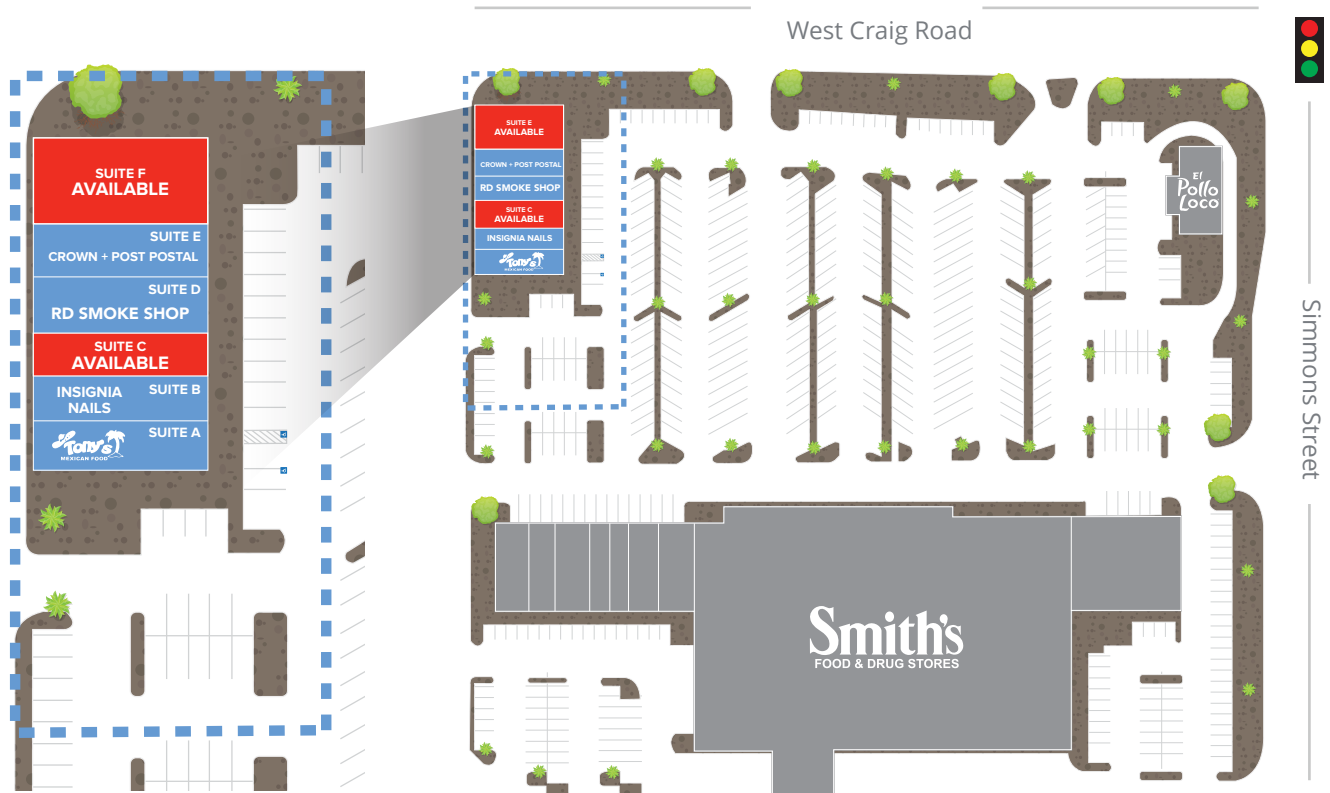 West Craig Road
SUITE F
AVAILABLE
SUITE E
CROWN + POST POSTAL
SUITE D
RD SMOKE SHOP
SUITE C
AVAILABLE
INSIGNIA
NAILS
SUITE B
SUITE A
Tony's
MEXICAN FOOD
SUITE E
AVAILABLE
CROWN + POST POSTAL
RD SMOKE SHOP
SUITE C
AVAILABLE
INSIGNIA NAILS
Tony's
MEXICAN FOOD
El
Pollo
Loco
Simmons Street
Smith's
FOOD & DRUG STORES